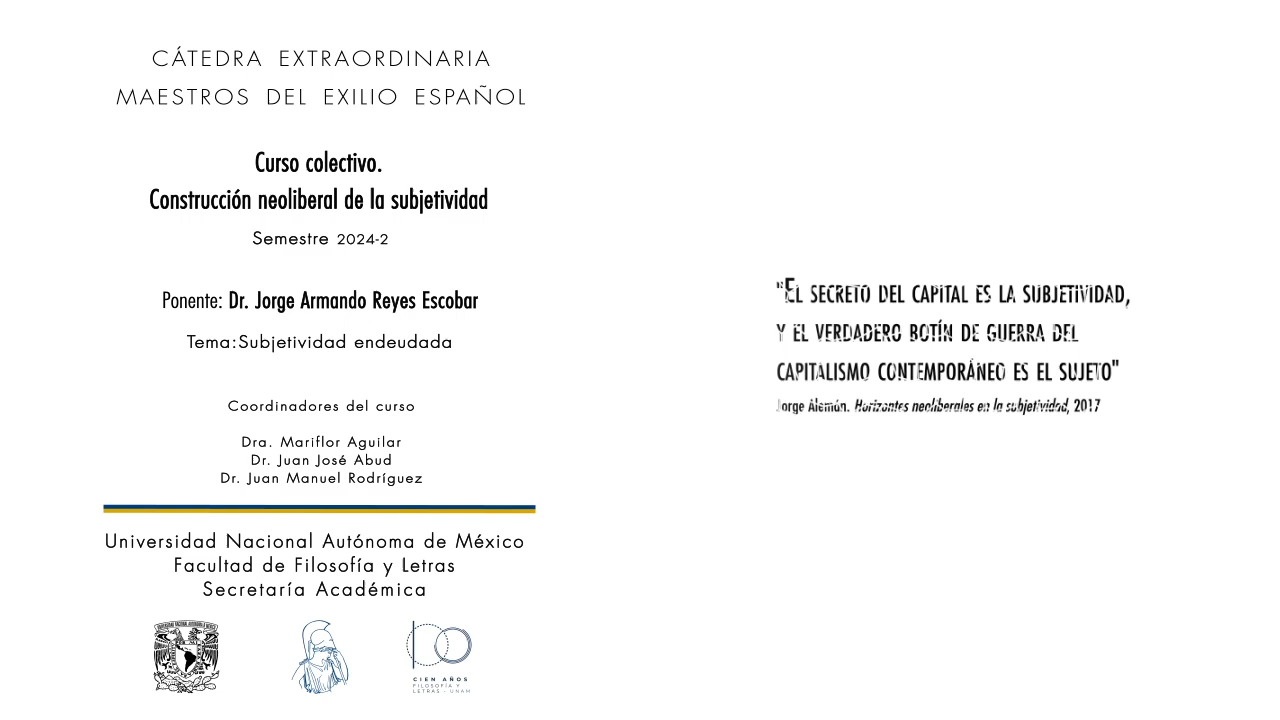 CÁTEDRA EXTRAORDINARIA
MAESTROS DEL EXILIO ESPAÑOL
Curso colectivo.
Construcción neoliberal de la subjetividad
Semestre 2024-2
Ponente: Dr. Jorge Armando Reyes Escobar
Tema:Subjetividad endeudada
Coordinadores del curso
Dra. Mariflor Aguilar
Dr. Juan José Abud
Dr. Juan Manuel Rodríguez
Universidad Nacional Autónoma de México
Facultad de Filosofía y Letras
Secretaría Académica
CIEN AÑOS
FILOSOFÍA Y
LETRAS - UNAM
"EL SECRETO DEL CAPITAL ES LA SUBJETIVIDAD,
Y EL VERDADERO BOTÍN DE GUERRA DEL
CAPITALISMO CONTEMPORÁNEO ES EL SUJETO"
Jorge Alemán. Horizontes neoliberales en la subjetividad, 2017